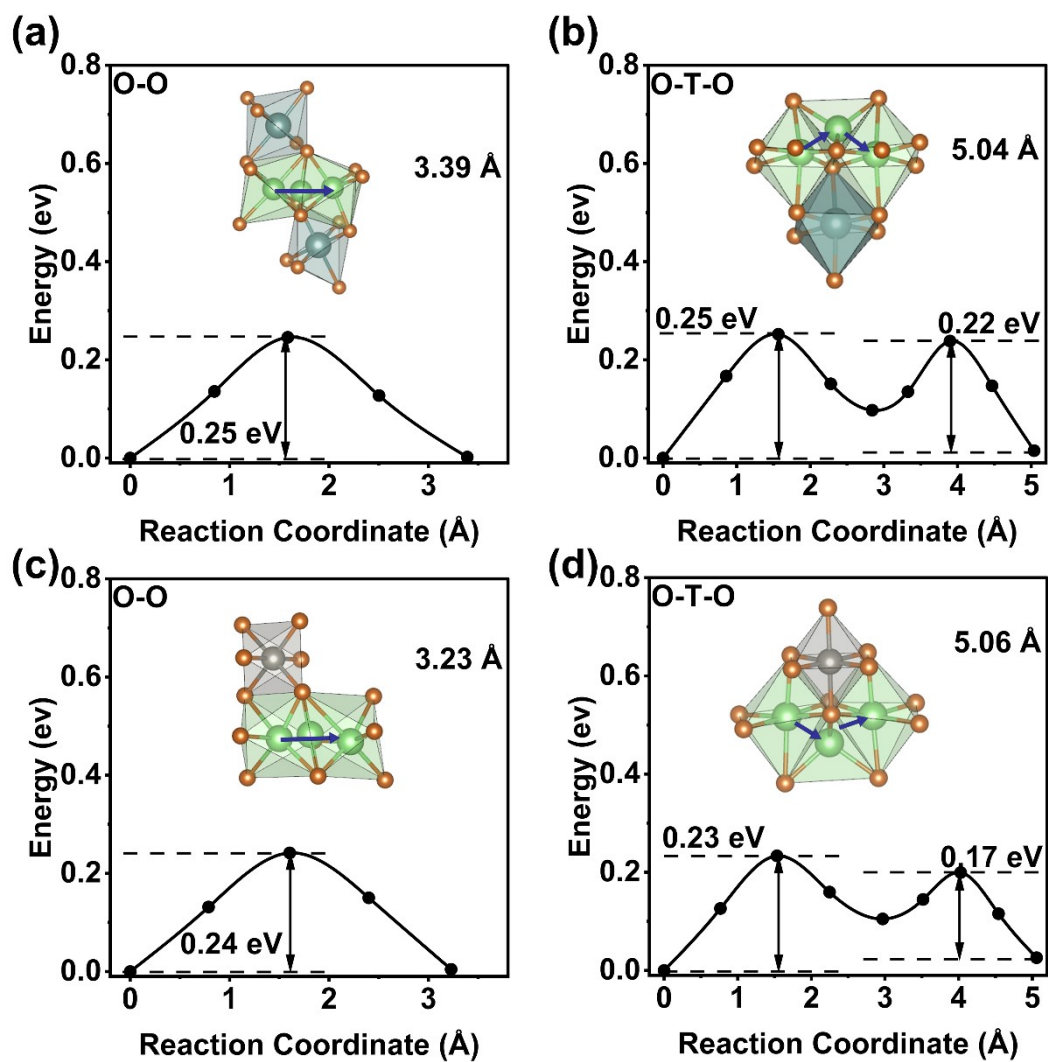 (a)
O-O
3.39 Å
0.25 eV
Energy (ev)
0.8
0.6
0.4
0.2
0.0
0 1 2 3
Reaction Coordinate (Å)
(b)
O-T-O
5.04 Å
0.25 eV
0.22 eV
Energy (ev)
0.8
0.6
0.4
0.2
0.0
0 1 2 3 4 5
Reaction Coordinate (Å)
(c)
O-O
3.23 Å
0.24 eV
Energy (ev)
0.8
0.6
0.4
0.2
0.0
0 1 2 3
Reaction Coordinate (Å)
(d)
O-T-O
5.06 Å
0.23 eV
0.17 eV
Energy (ev)
0.8
0.6
0.4
0.2
0.0
0 1 2 3 4 5
Reaction Coordinate (Å)